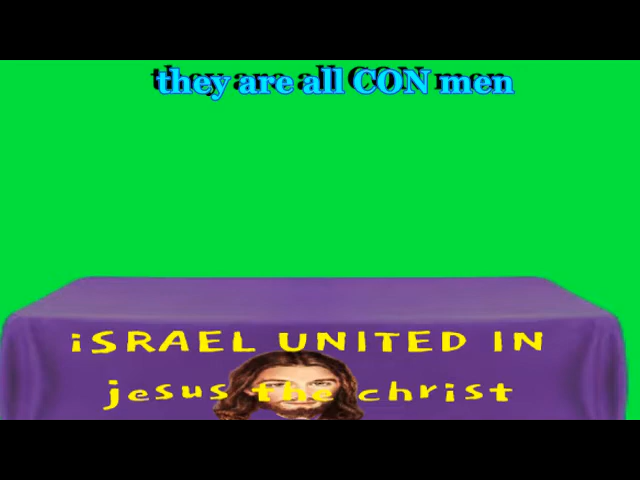 they are all CON men
iSRAEL UNITED IN
jesus the christ